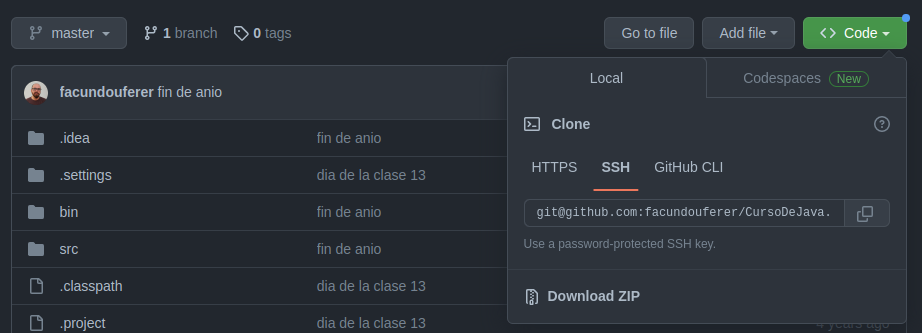 master
1 branch
0 tags
Go to file
Add file
Code
facundouferer fin de anio
.idea fin de anio
.settings dia de la clase 13
bin fin de anio
src fin de anio
.classpath dia de la clase 13
.project dia de la clase 13
Local
Codespaces New
Clone
HTTPS SSH GitHub CLI
git@github.com:facundouferer/CursoDeJava.
Use a password-protected SSH key.
Download ZIP
4 years ago